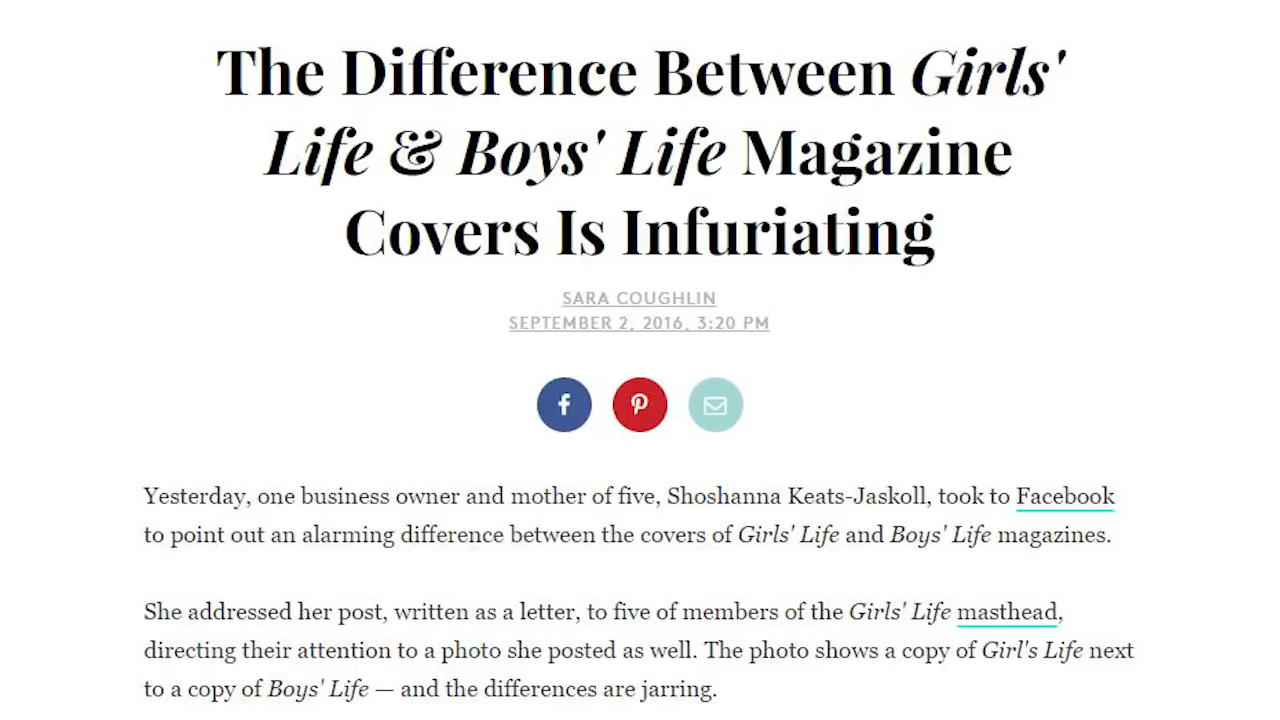 The Difference Between Girls'
Life & Boys' Life Magazine
Covers Is Infuriating
SARA COUGHLIN
SEPTEMBER 2, 2016, 3:20 PM
Yesterday, one business owner and mother of five, Shoshanna Keats-Jaskoll, took to Facebook
to point out an alarming difference between the covers of Girls' Life and Boys' Life magazines.
She addressed her post, written as a letter, to five of members of the Girls' Life masthead,
directing their attention to a photo she posted as well. The photo shows a copy of Girl's Life next
to a copy of Boys' Life — and the differences are jarring.